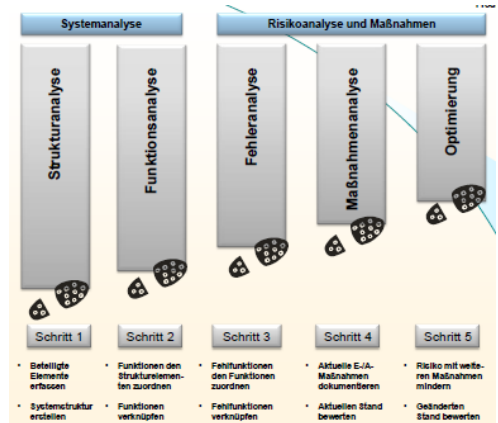 Systemanalyse
Risikoanalyse und Maßnahmen
Strukturanalyse
Funktionsanalyse
Fehleranalyse
Maßnahmenanalyse
Optimierung
Schritt 1
Schritt 2
Schritt 3
Schritt 4
Schritt 5
• Beteiligte
Elemente
erfassen
• Systemstruktur
erstellen
• Funktionen den
Strukturelemen-
ten zuordnen
• Funktionen
verknüpfen
• Fehlfunktionen
den Funktionen
zuordnen
• Fehlfunktionen
verknüpfen
• Aktuelle E-/A-
Maßnahmen
dokumentieren
• Aktuellen Stand
bewerten
• Risiko mit weite-
ren Maßnahmen
mindern
• Geänderten
Stand bewerten